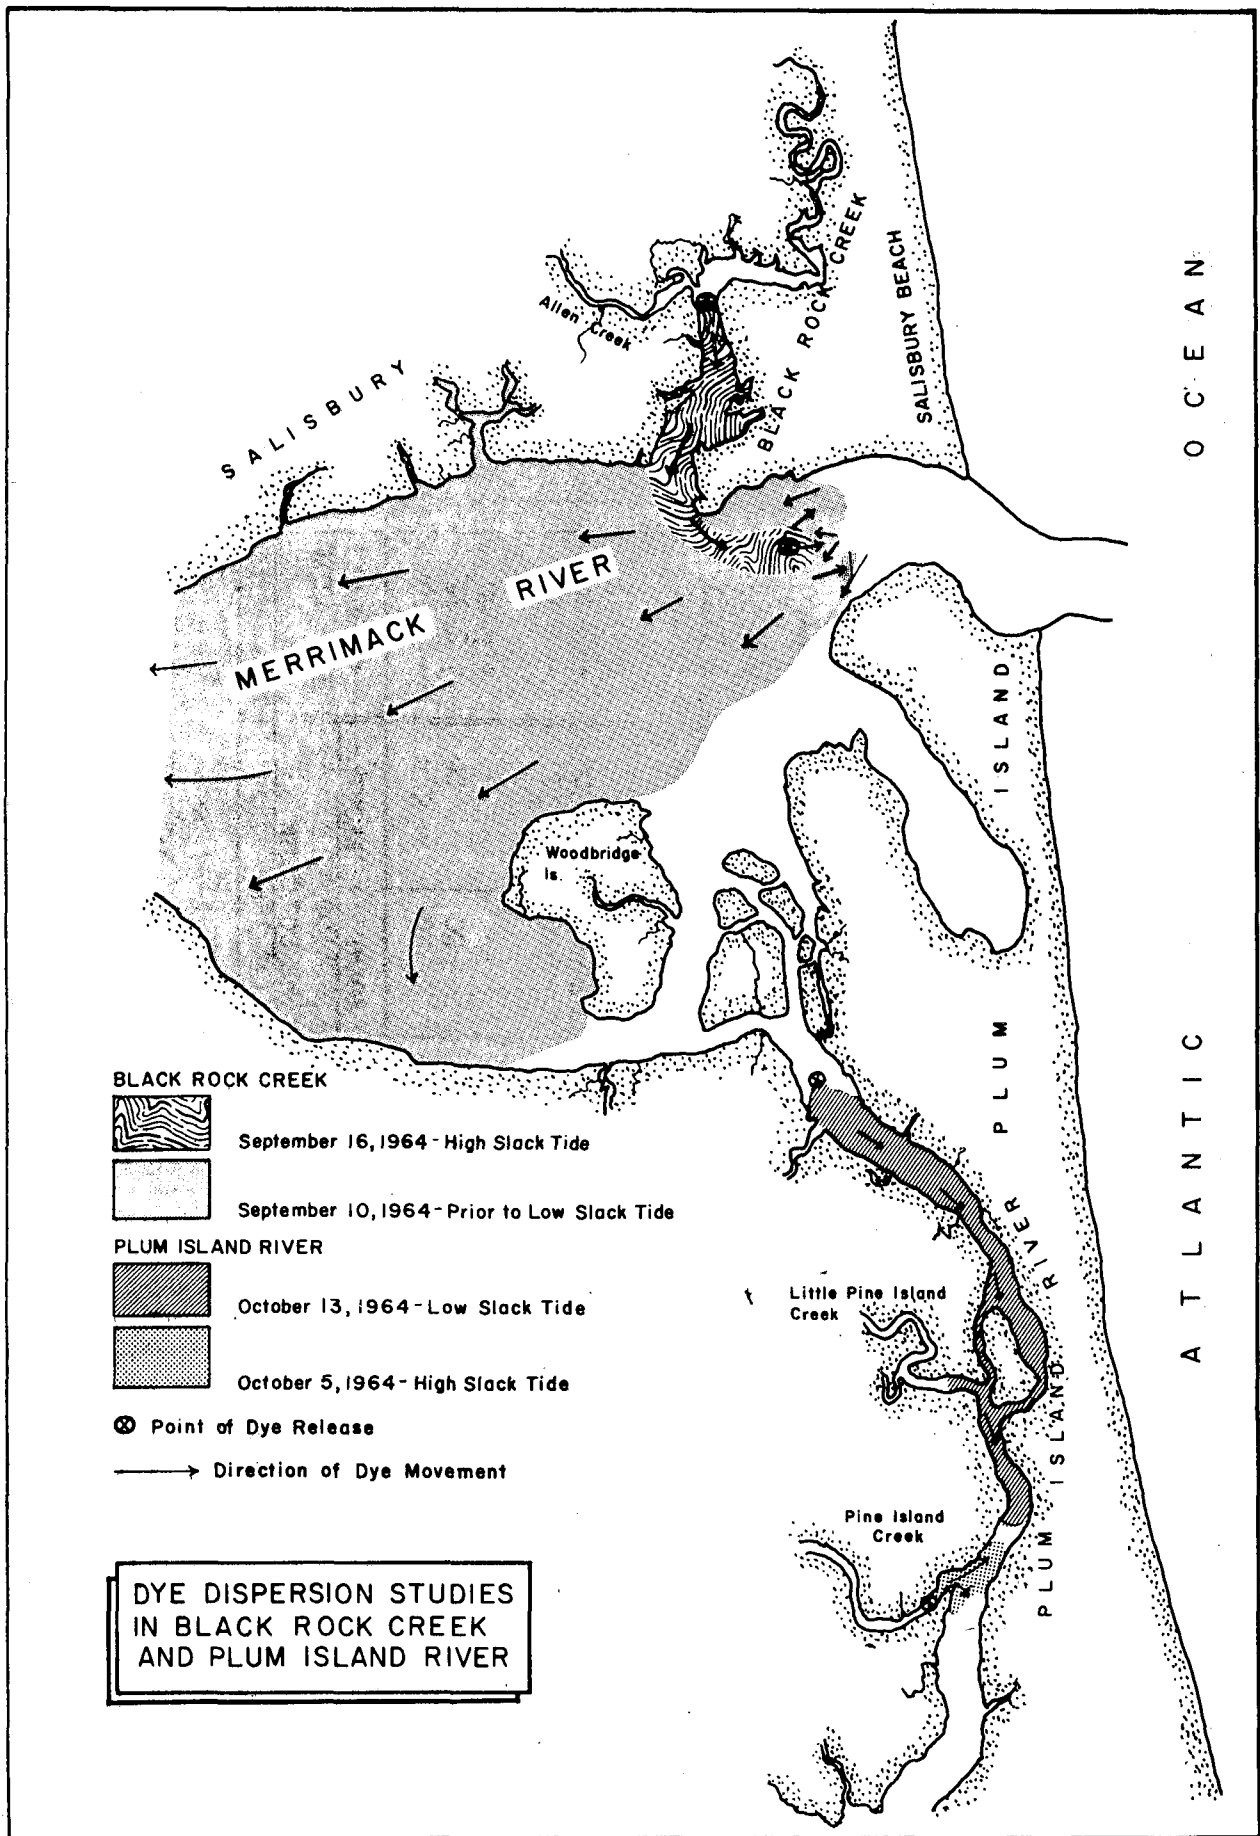 BLACK ROCK CREEK
SALISBURY BEACH
OCEAN
Allen Creek
SALISBURY
MERRIMACK RIVER
ISLAND
Woodbridge
Is.
PLUM
ATLANTIC
BLACK ROCK CREEK
September 16, 1964 - High Slack Tide
September 10, 1964 - Prior to Low Slack Tide
PLUM ISLAND RIVER
October 13, 1964 - Low Slack Tide
October 5, 1964 - High Slack Tide
Point of Dye Release
Direction of Dye Movement
RIVER
Little Pine Island
Creek
PLUM ISLAND
Pine Island
Creek
DYE DISPERSION STUDIES
IN BLACK ROCK CREEK
AND PLUM ISLAND RIVER